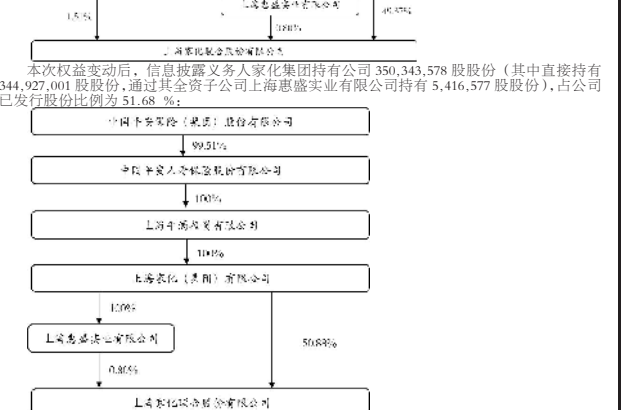 上海惠盛实业有限公司
1.51%
0.80%
49.37%
上海家化联合股份有限公司
本次权益变动后，信息披露义务人家化集团持有公司 350,343,578 股股份（其中直接持有
344,927,001 股股份，通过其全资子公司上海惠盛实业有限公司持有 5,416,577 股股份），占公司
已发行股份比例为 51.68 %：
中国平安保险（集团）股份有限公司
99.51%
中国平安人寿保险股份有限公司
100%
上海平浦投资有限公司
100%
上海家化（集团）有限公司
100%
上海惠盛实业有限公司
50.88%
0.80%
上海家化联合股份有限公司